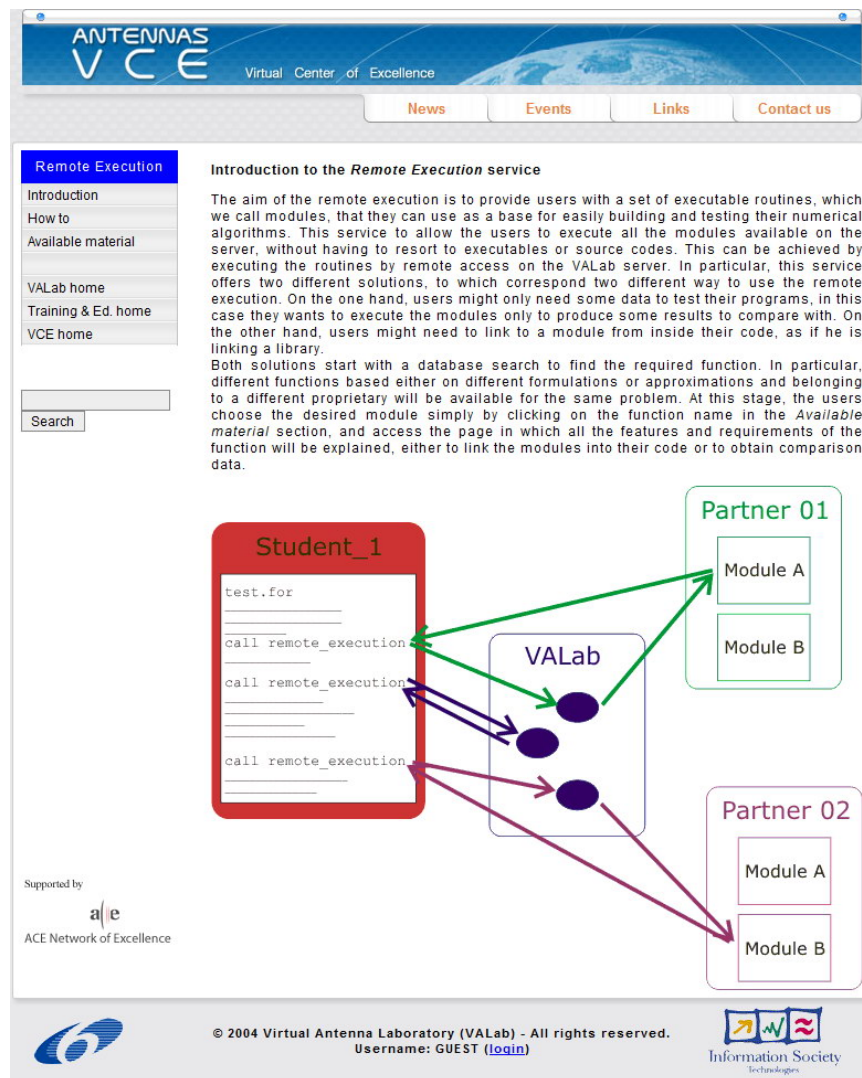 ANTENNAS
VCE
Virtual Center of Excellence
News
Events
Links
Contact us
Remote Execution
Introduction
How to
Available material
VALab home
Training & Ed. home
VCE home
Search
Introduction to the Remote Execution service
The aim of the remote execution is to provide users with a set of executable routines, which
we call modules, that they can use as a base for easily building and testing their numerical
algorithms. This service to allow the users to execute all the modules available on the
server, without having to resort to executables or source codes. This can be achieved by
executing the routines by remote access on the VALab server. In particular, this service
offers two different solutions, to which correspond two different way to use the remote
execution. On the one hand, users might only need some data to test their programs, in this
case they wants to execute the modules only to produce some results to compare with. On
the other hand, users might need to link to a module from inside their code, as if he is
linking a library.
Both solutions start with a database search to find the required function. In particular,
different functions based either on different formulations or approximations and belonging
to a different proprietary will be available for the same problem. At this stage, the users
choose the desired module simply by clicking on the function name in the Available
material section, and access the page in which all the features and requirements of the
function will be explained, either to link the modules into their code or to obtain comparison
data.
Student_1
test.for
call remote_execution
call remote_execution
call remote_execution
VALab
Partner 01
Module A
Module B
Partner 02
Module A
Module B
Supported by
a(e
ACE Network of Excellence
6
© 2004 Virtual Antenna Laboratory (VALab) - All rights reserved.
Username: GUEST (login)
Information Society
Technologies